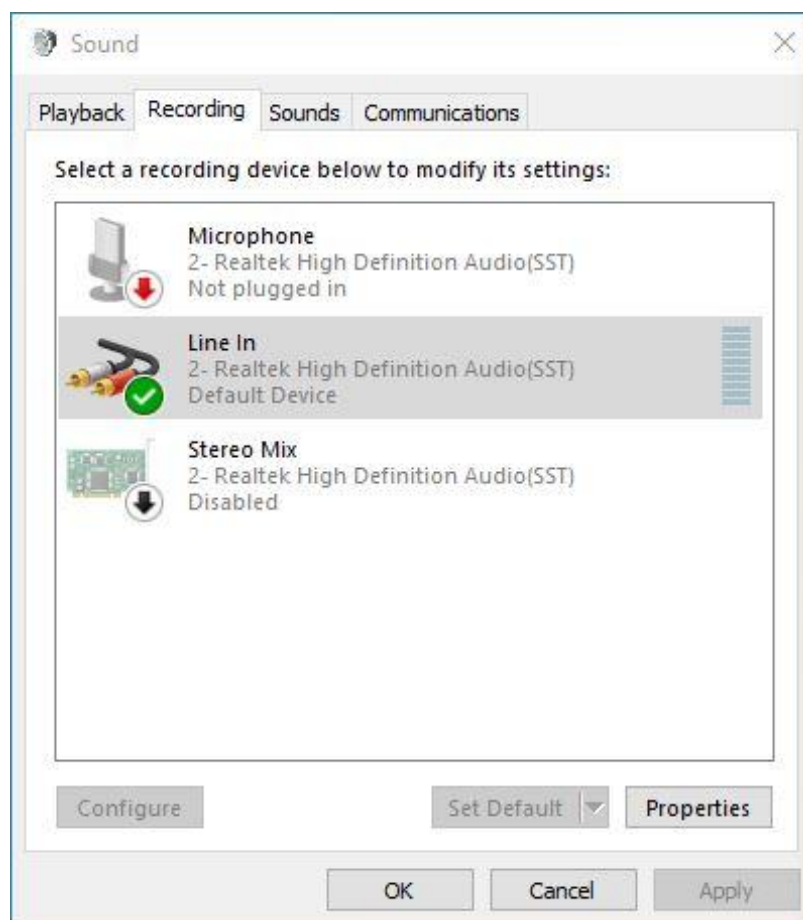 Sound
Playback Recording Sounds Communications
Select a recording device below to modify its settings:
Microphone
2- Realtek High Definition Audio(SST)
Not plugged in
Line In
2- Realtek High Definition Audio(SST)
Default Device
Stereo Mix
2- Realtek High Definition Audio(SST)
Disabled
Configure Set Default Properties
OK Cancel Apply